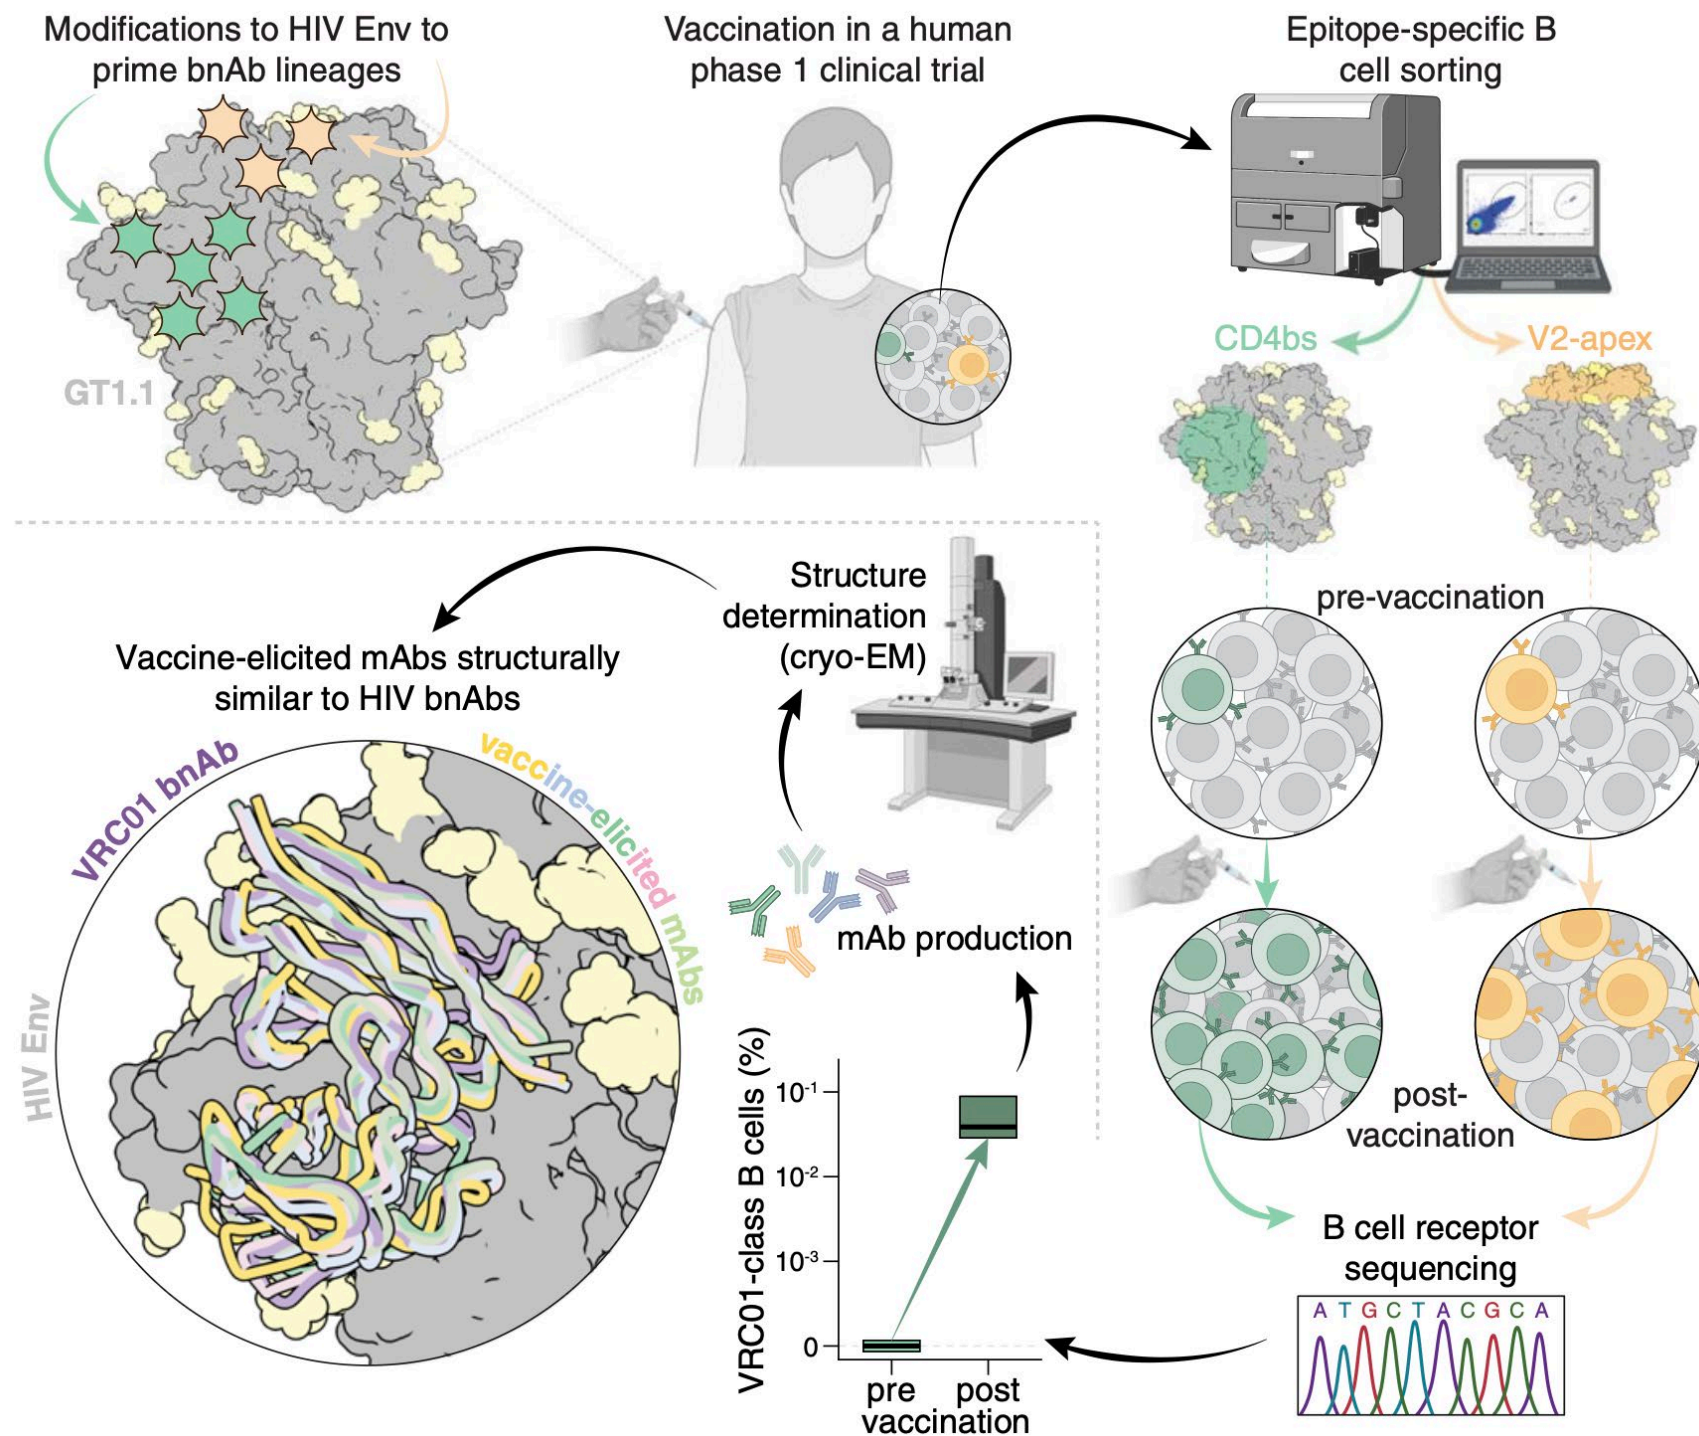 Modifications to HIV Env to
prime bnAb lineages
GT1.1
Vaccination in a human
phase 1 clinical trial
Epitope-specific B
cell sorting
CD4bs
V2-apex
pre-vaccination
post-
vaccination
B cell receptor
sequencing
A T G C T A C G C A
VRC01-class B cells (%)
10-1
10-2
10-3
0
pre
post
vaccination
mAb production
Structure
determination
(cryo-EM)
Vaccine-elicited mAbs structurally
similar to HIV bnAbs
VRC01 bnAb
vaccine-elicited mAbs
HIV Env